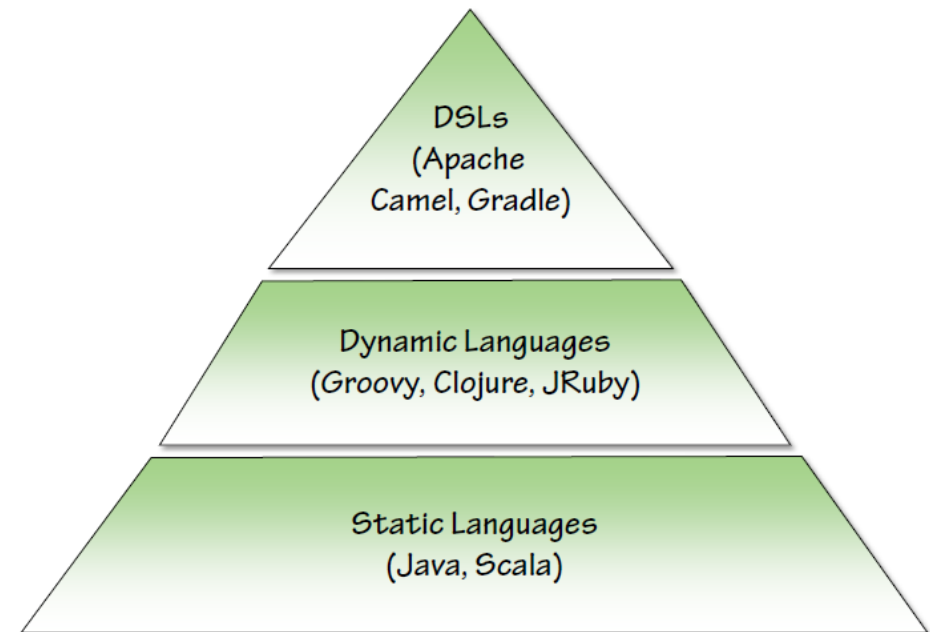 DSLs
(Apache
Camel, Gradle)
Dynamic Languages
(Groovy, Clojure, JRuby)
Static Languages
(Java, Scala)